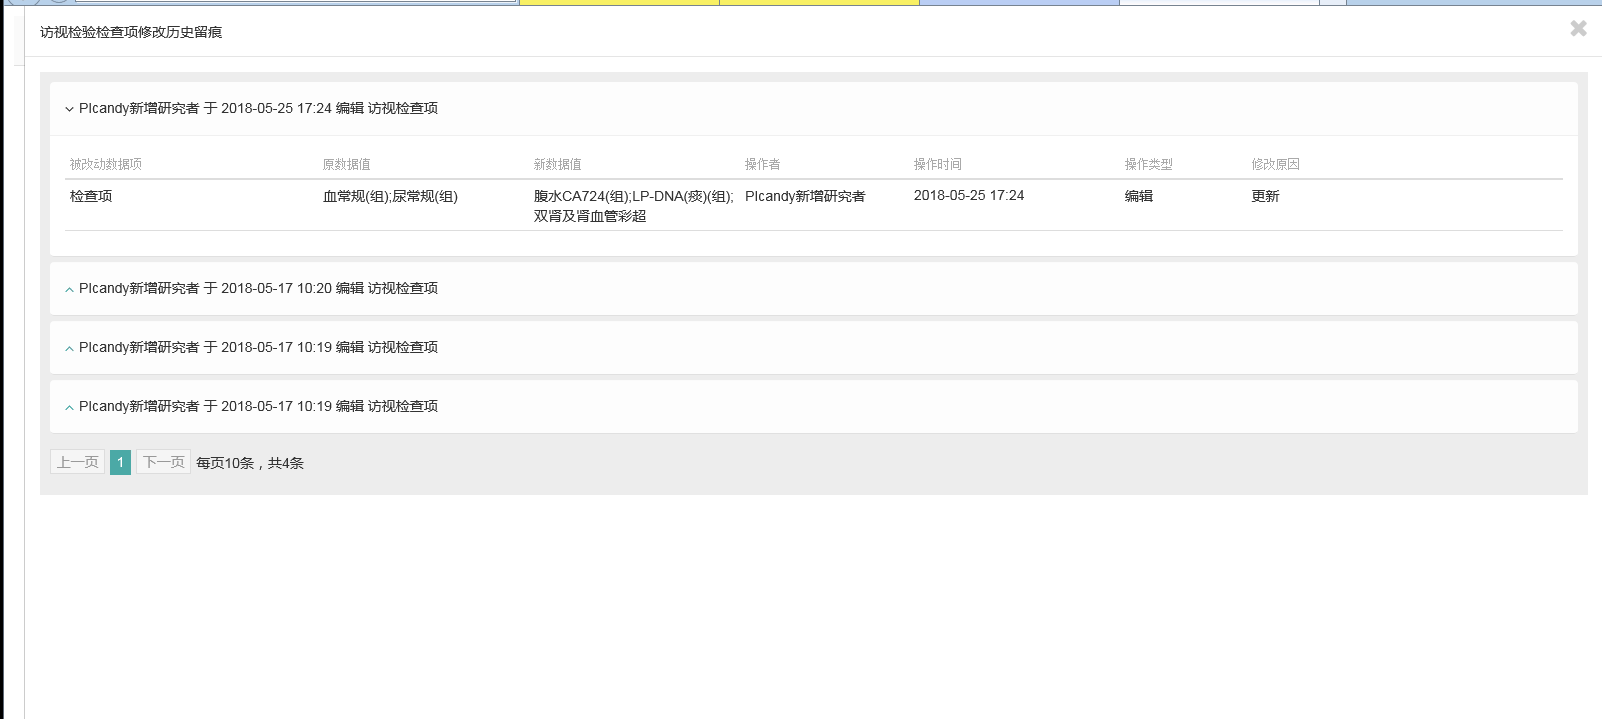 访视检验检查项修改历史留痕
PIcandy新增研究者 于 2018-05-25 17:24 编辑 访视检查项
被改动数据项 原数据值 新数据值 操作者 操作时间 操作类型 修改原因
检查项 血常规(组);尿常规(组) 腹水CA724(组);LP-DNA(痰)(组); PIcandy新增研究者 2018-05-25 17:24 编辑 更新
双肾及肾血管彩超
PIcandy新增研究者 于 2018-05-17 10:20 编辑 访视检查项
PIcandy新增研究者 于 2018-05-17 10:19 编辑 访视检查项
PIcandy新增研究者 于 2018-05-17 10:19 编辑 访视检查项
上一页 1 下一页 每页10条，共4条